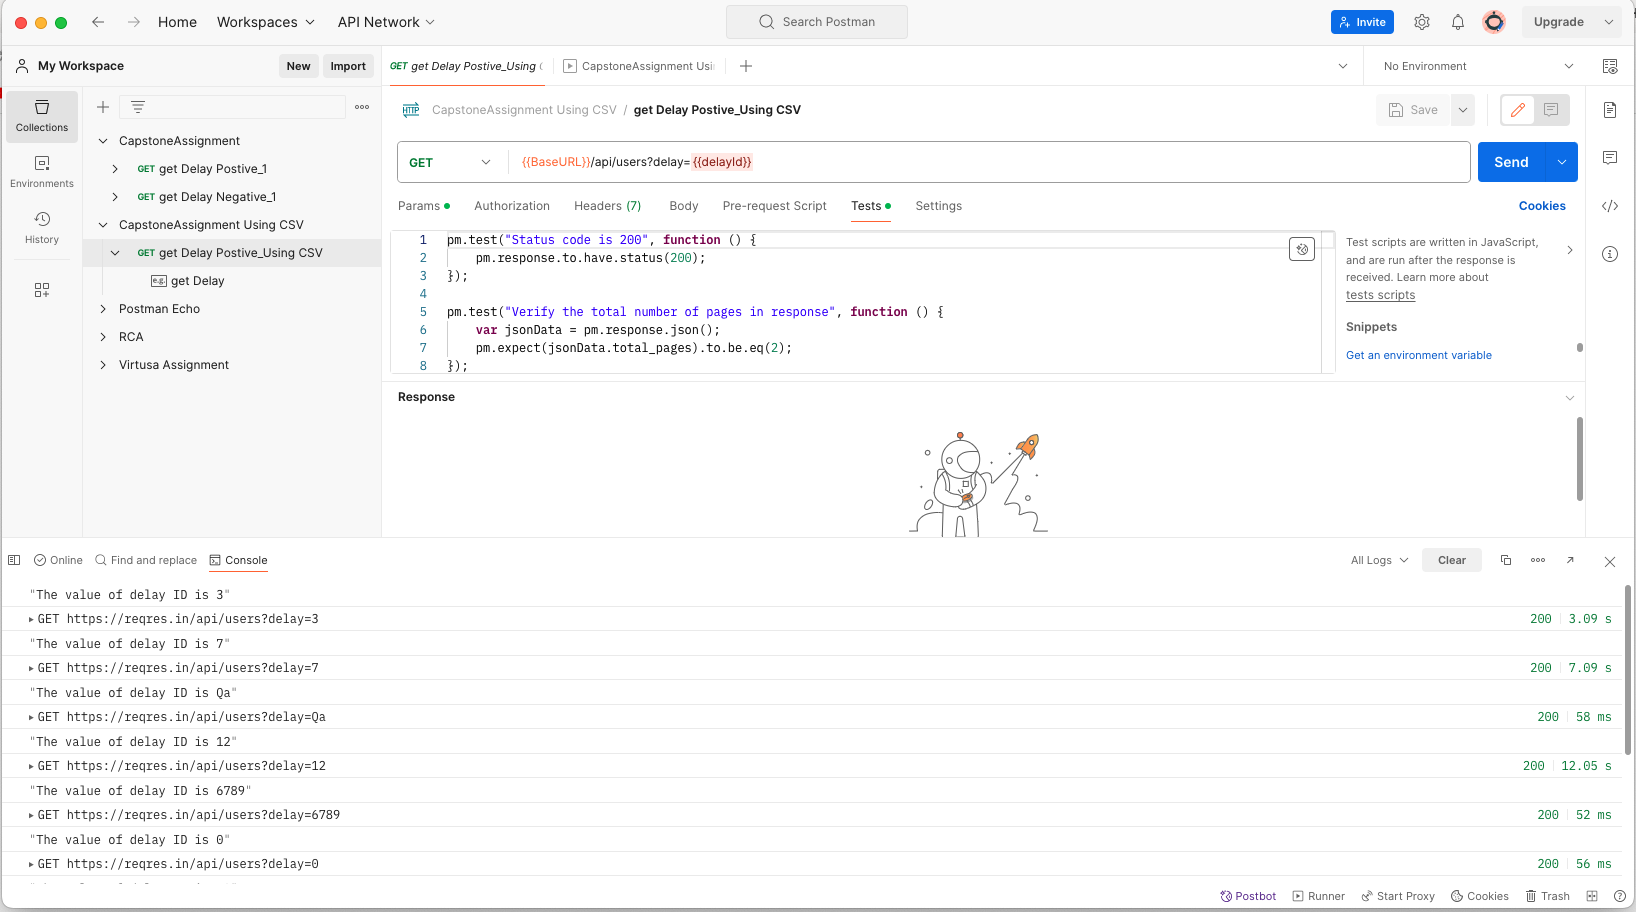 Home
Workspaces
API Network
Search Postman
Invite
Upgrade
My Workspace
New
Import
GET get Delay Postive_Using
CapstoneAssignment Usi
No Environment
Collections
Environments
History
CapstoneAssignment
GET get Delay Postive_1
GET get Delay Negative_1
CapstoneAssignment Using CSV
GET get Delay Postive_Using CSV
e.g. get Delay
Postman Echo
RCA
Virtusa Assignment
HTTP CapstoneAssignment Using CSV / get Delay Postive_Using CSV
Save
GET
{{BaseURL}}/api/users?delay={{delayId}}
Send
Params
Authorization
Headers (7)
Body
Pre-request Script
Tests
Settings
Cookies
1 pm.test("Status code is 200", function () {
2 pm.response.to.have.status(200);
3 });
4
5 pm.test("Verify the total number of pages in response", function () {
6 var jsonData = pm.response.json();
7 pm.expect(jsonData.total_pages).to.be.eq(2);
8 });
Test scripts are written in JavaScript,
and are run after the response is
received. Learn more about
tests scripts
Snippets
Get an environment variable
Response
Online
Find and replace
Console
All Logs
Clear
"The value of delay ID is 3"
GET https://reqres.in/api/users?delay=3 200 3.09 s
"The value of delay ID is 7"
GET https://reqres.in/api/users?delay=7 200 7.09 s
"The value of delay ID is Qa"
GET https://reqres.in/api/users?delay=Qa 200 58 ms
"The value of delay ID is 12"
GET https://reqres.in/api/users?delay=12 200 12.05 s
"The value of delay ID is 6789"
GET https://reqres.in/api/users?delay=6789 200 52 ms
"The value of delay ID is 0"
GET https://reqres.in/api/users?delay=0 200 56 ms
Postbot
Runner
Start Proxy
Cookies
Trash